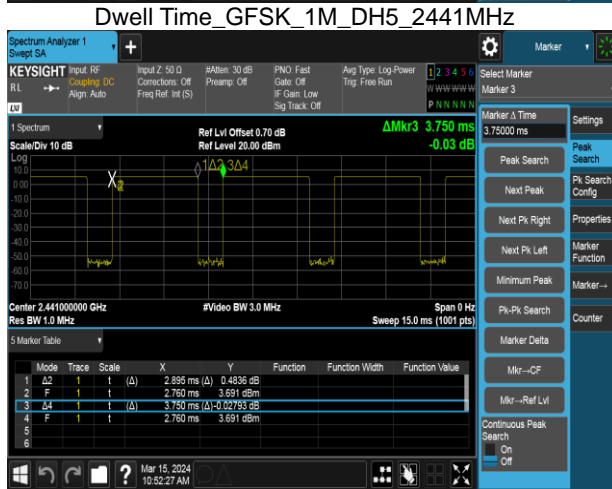 Dwell Time_GFSK_1M_DH5_2441MHz
Spectrum Analyzer 1
Swept SA
+
Marker
KEYSIGHT Input: RF Input Z: 50 Ω #Atten: 30 dB PNO: Fast Avg Type: Log-Power 1 2 3 4 5 6
RL Coupling: DC Corrections: Off Preamp: Off Gate: Off Trig: Free Run W W W W W W
Align: Auto Freq Ref: Int (S) IF Gain: Low
Sig Track: Off P N N N N N
LXI
Select Marker
Marker 3
1 Spectrum
Ref Lvl Offset 0.70 dB ΔMkr3 3.750 ms
Scale/Div 10 dB Ref Level 20.00 dBm -0.03 dB
Log
10.0
0.00
-10.0
-20.0
-30.0
-40.0
-50.0
-60.0
-70.0
X 2
1Δ2 3Δ4
Center 2.441000000 GHz #Video BW 3.0 MHz Span 0 Hz
Res BW 1.0 MHz Sweep 15.0 ms (1001 pts)
5 Marker Table
Mode Trace Scale X Y Function Function Width Function Value
1 Δ2 1 t (Δ) 2.895 ms (Δ) 0.4836 dB
2 F 1 t 2.760 ms 3.691 dBm
3 Δ4 1 t (Δ) 3.750 ms (Δ) -0.02793 dB
4 F 1 t 2.760 ms 3.691 dBm
5
6
Marker Δ Time
3.75000 ms
Peak Search
Next Peak
Next Pk Right
Next Pk Left
Minimum Peak
Pk-Pk Search
Marker Delta
Mkr→CF
Mkr→Ref Lvl
Continuous Peak
Search
On
Off
Settings
Peak
Search
Pk Search
Config
Properties
Marker
Function
Marker→
Counter
?
Mar 15, 2024
10:52:27 AM